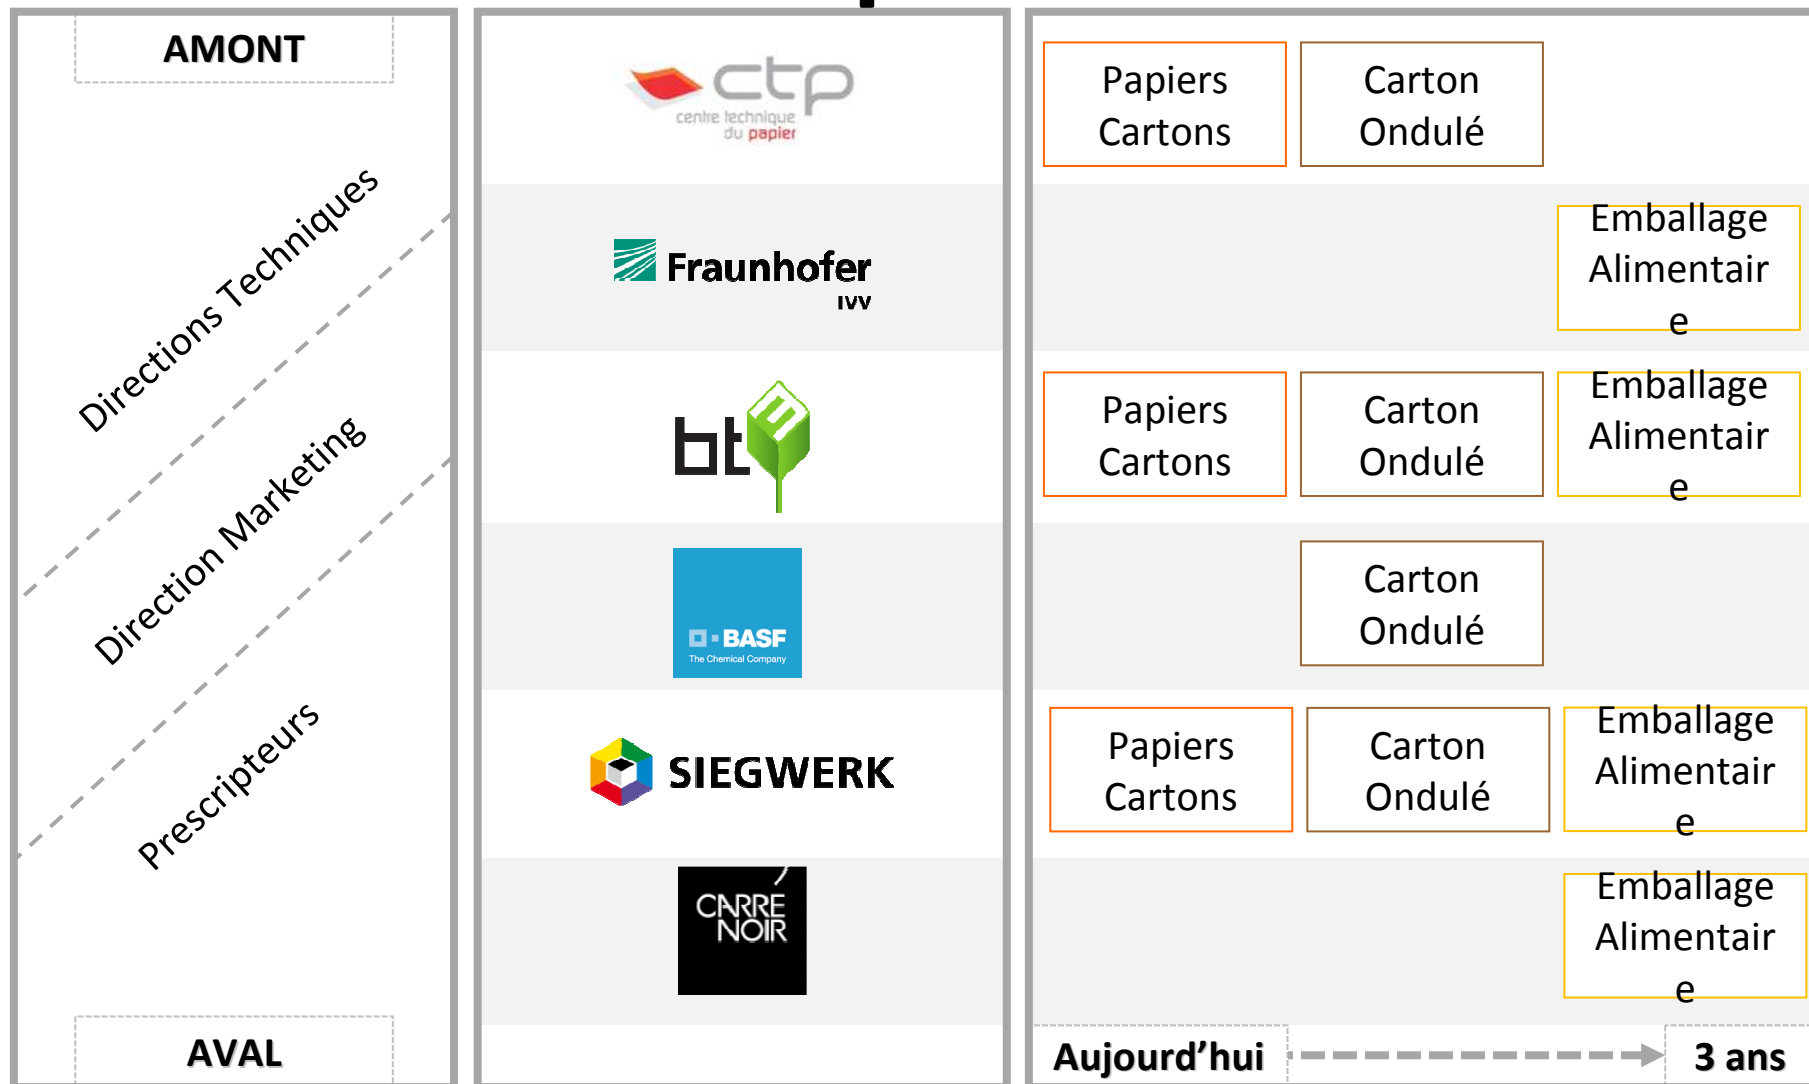 AMONT
Directions Techniques
Direction Marketing
Prescripteurs
AVAL
ctp
centre technique
du papier
Fraunhofer
IVV
bt3
BASF
The Chemical Company
SIEGWERK
CARRÉ
NOIR
Papiers
Cartons
Carton
Ondulé
Emballage
Alimentair
e
Papiers
Cartons
Carton
Ondulé
Emballage
Alimentair
e
Carton
Ondulé
Papiers
Cartons
Carton
Ondulé
Emballage
Alimentair
e
Emballage
Alimentair
e
Aujourd’hui
3 ans